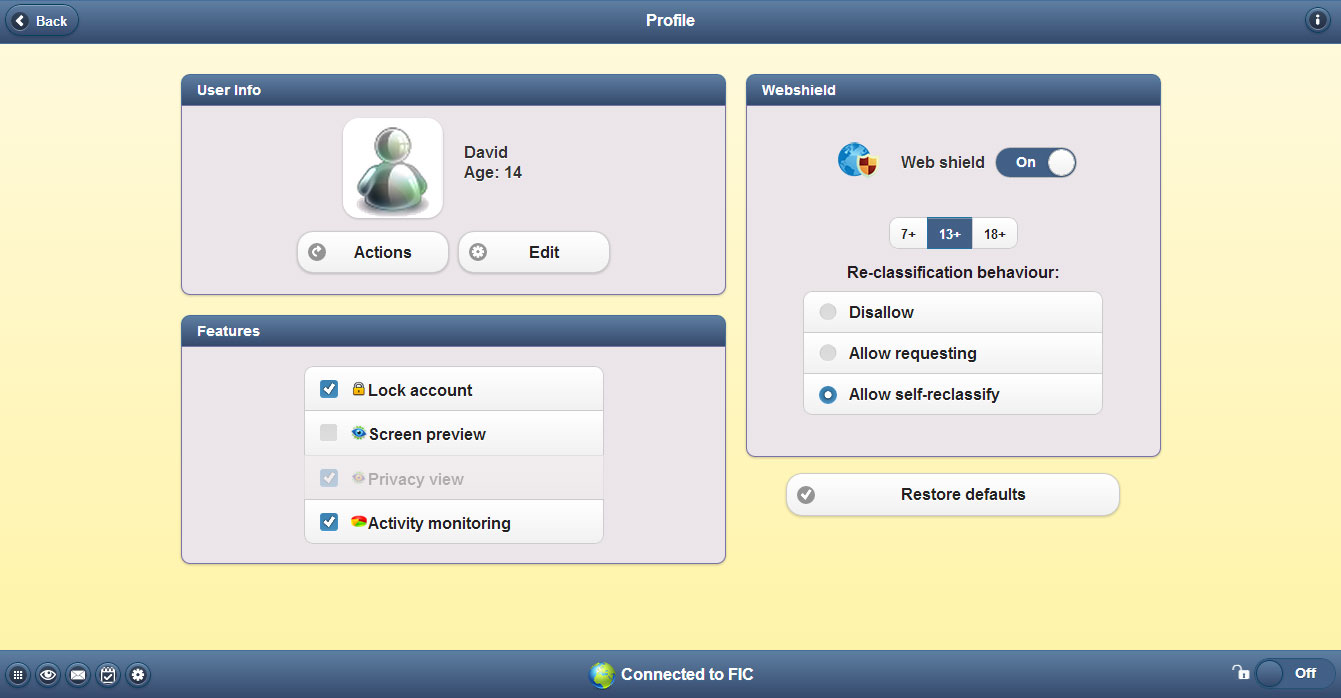 Back
Profile
User Info
David
Age: 14
Actions
Edit
Features
Lock account
Screen preview
Privacy view
Activity monitoring
Webshield
Web shield
On
7+ 13+ 18+
Re-classification behaviour:
Disallow
Allow requesting
Allow self-reclassify
Restore defaults
Connected to FIC
Off